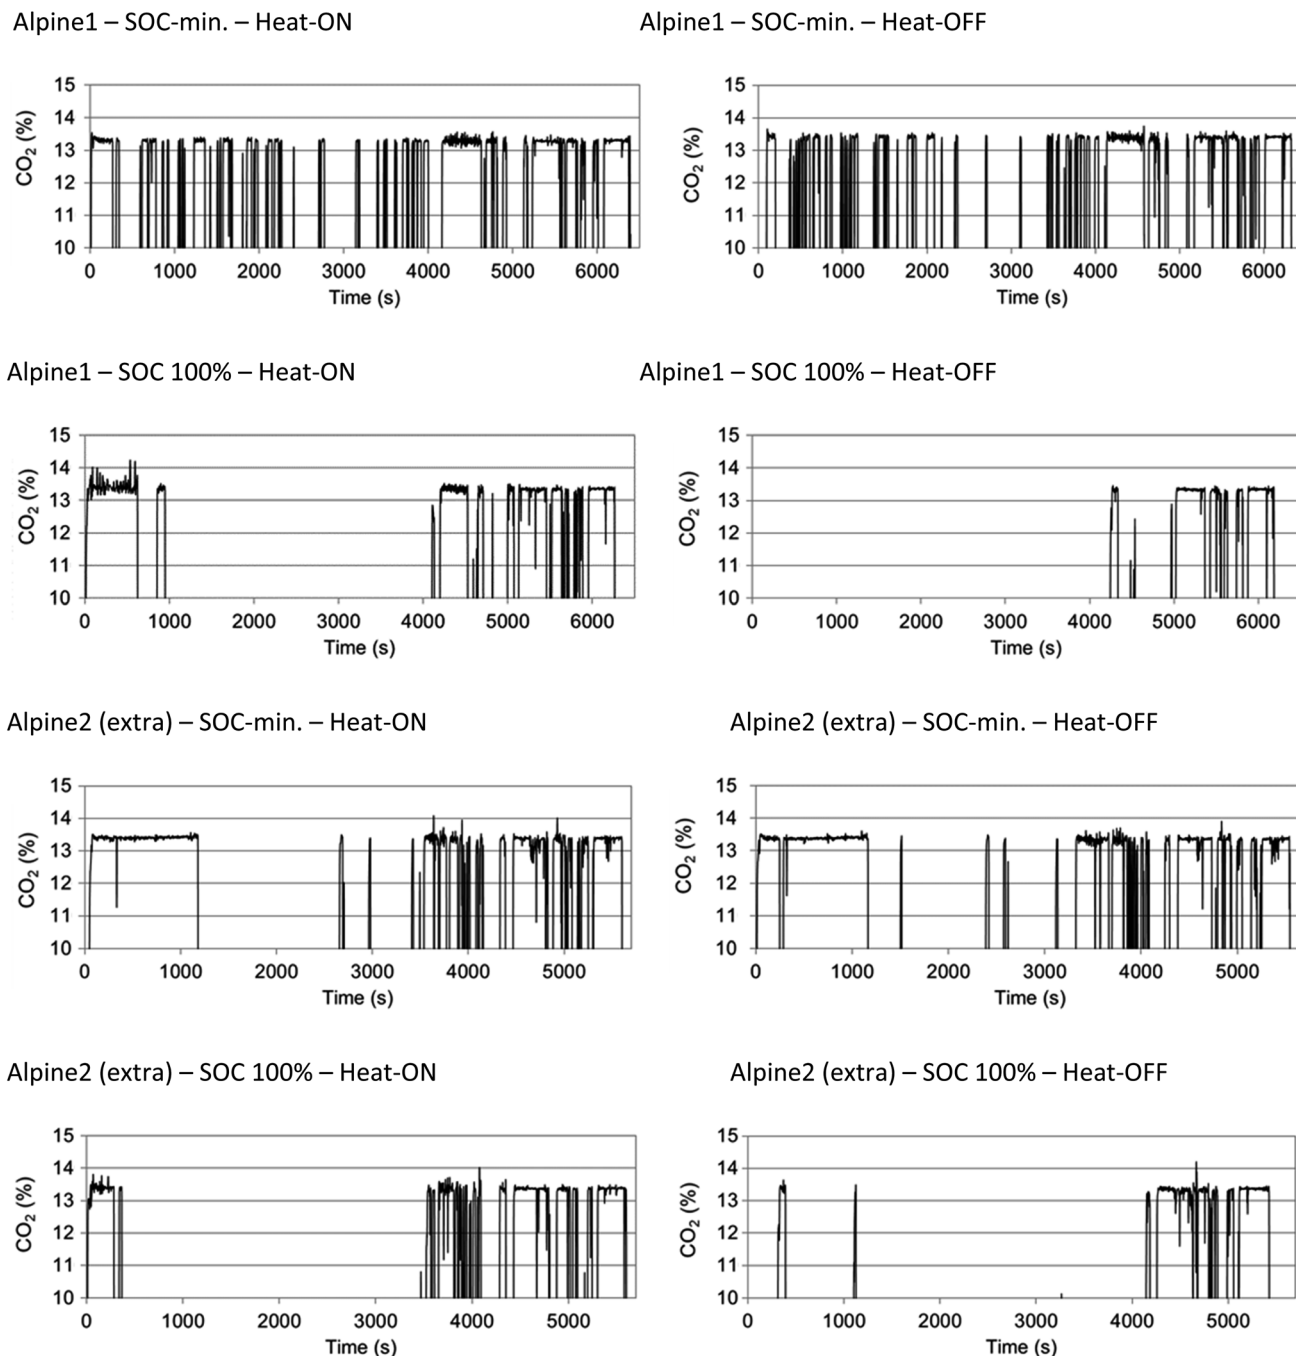 Alpine1 – SOC-min. – Heat-ON
Alpine1 – SOC-min. – Heat-OFF
15
14
13
12
11
10
CO₂ (%)
0 1000 2000 3000 4000 5000 6000
Time (s)
15
14
13
12
11
10
CO₂ (%)
0 1000 2000 3000 4000 5000 6000
Time (s)
Alpine1 – SOC 100% – Heat-ON
Alpine1 – SOC 100% – Heat-OFF
15
14
13
12
11
10
CO₂ (%)
0 1000 2000 3000 4000 5000 6000
Time (s)
15
14
13
12
11
10
CO₂ (%)
0 1000 2000 3000 4000 5000 6000
Time (s)
Alpine2 (extra) – SOC-min. – Heat-ON
Alpine2 (extra) – SOC-min. – Heat-OFF
15
14
13
12
11
10
CO₂ (%)
0 1000 2000 3000 4000 5000
Time (s)
15
14
13
12
11
10
CO₂ (%)
0 1000 2000 3000 4000 5000
Time (s)
Alpine2 (extra) – SOC 100% – Heat-ON
Alpine2 (extra) – SOC 100% – Heat-OFF
15
14
13
12
11
10
CO₂ (%)
0 1000 2000 3000 4000 5000
Time (s)
15
14
13
12
11
10
CO₂ (%)
0 1000 2000 3000 4000 5000
Time (s)